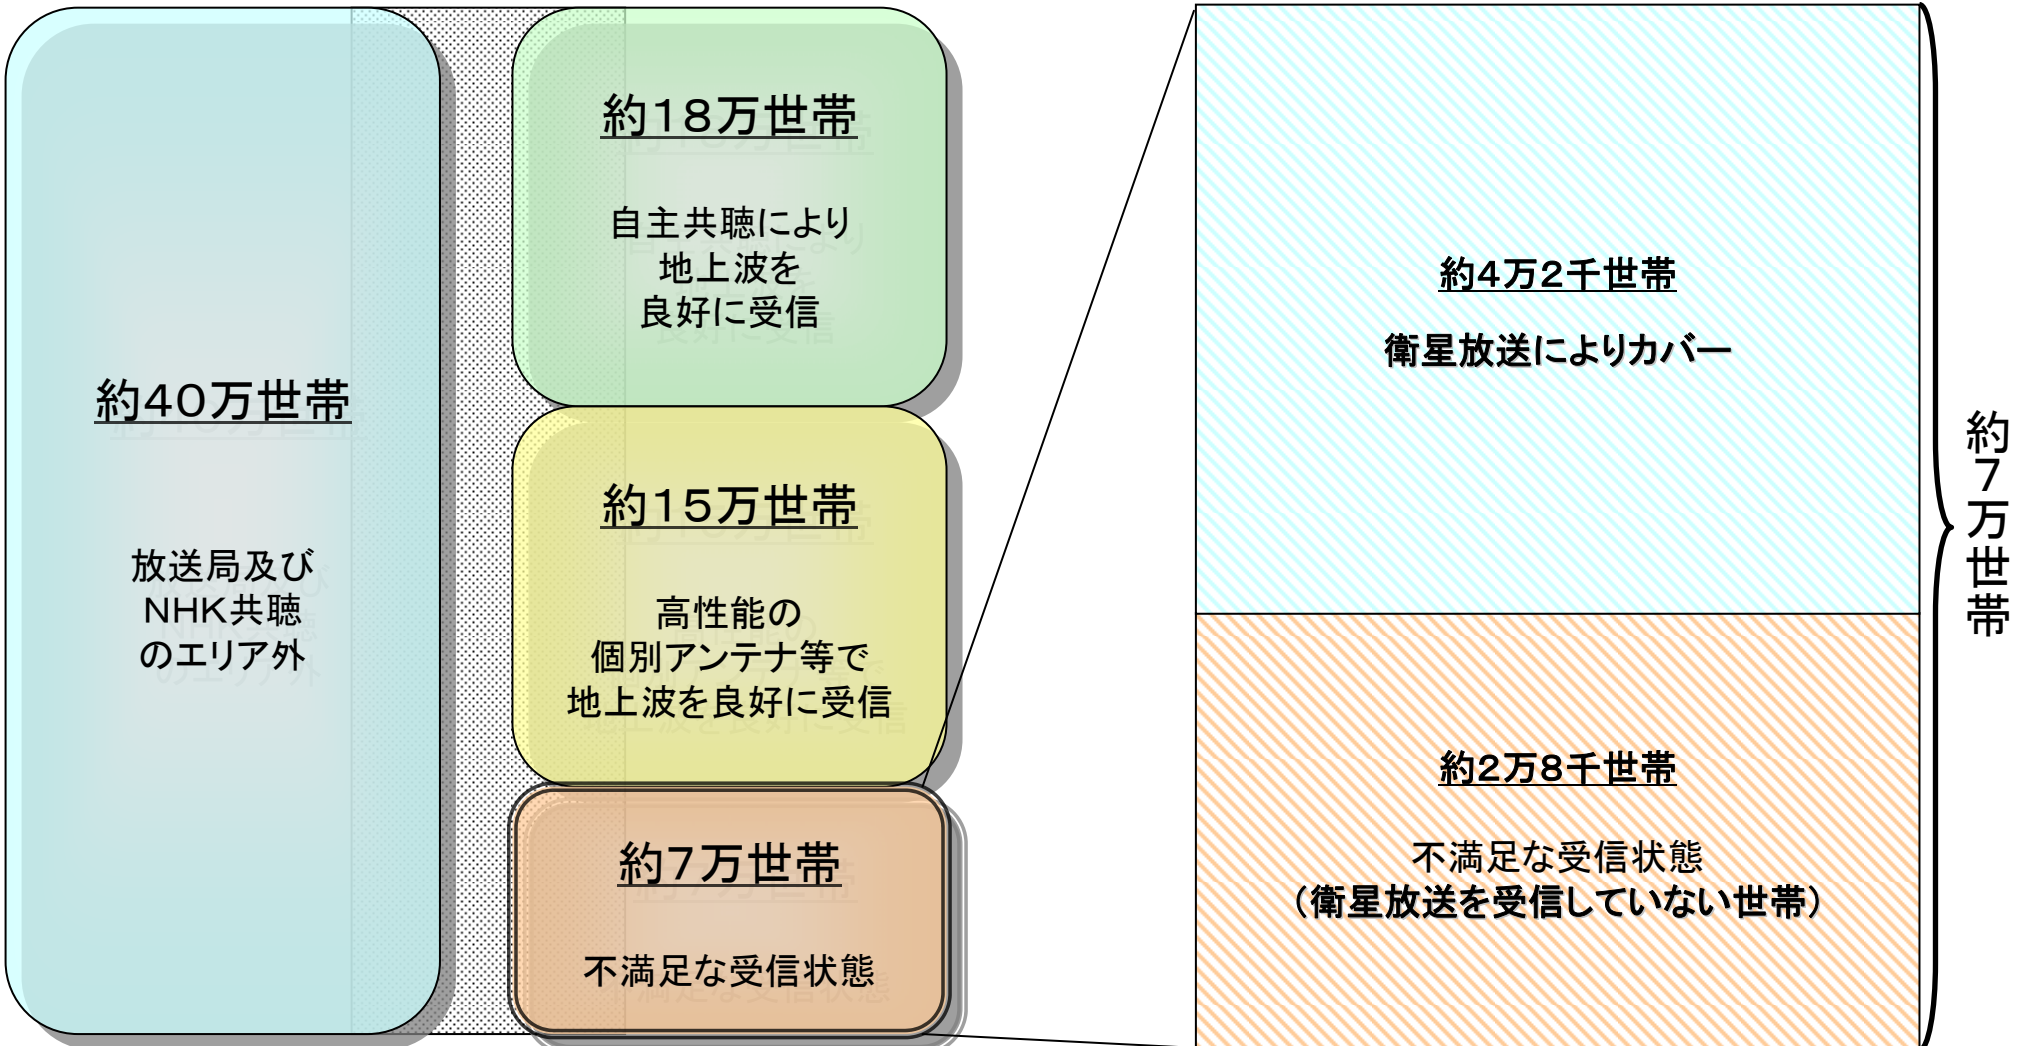 約40万世帯
放送局及び
NHK共聴
のエリア外
約18万世帯
自主共聴により
地上波を
良好に受信
約15万世帯
高性能の
個別アンテナ等で
地上波を良好に受信
約7万世帯
不満足な受信状態
約4万2千世帯
衛星放送によりカバー
約2万8千世帯
不満足な受信状態
（衛星放送を受信していない世帯）
約7万世帯